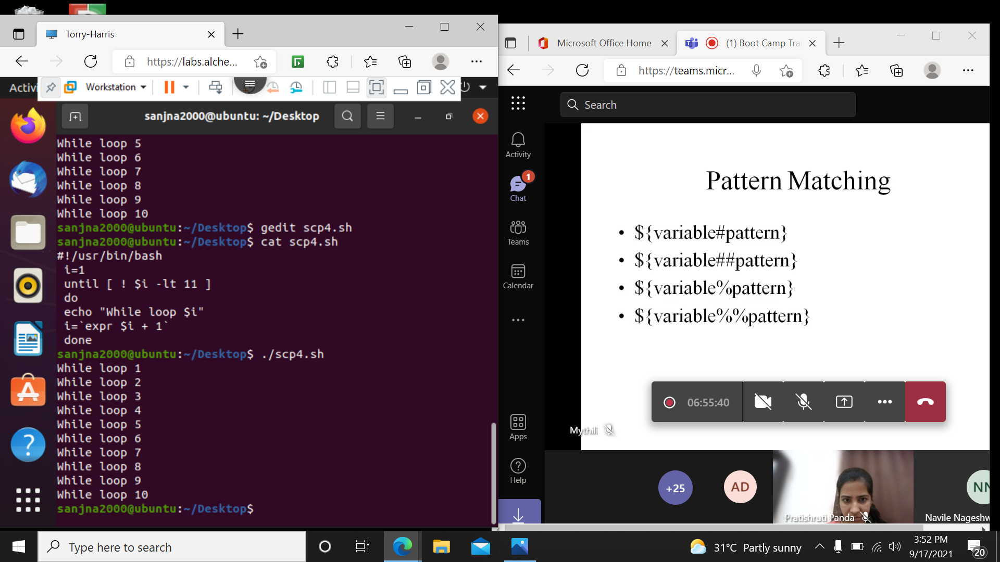 Torry-Harris
https://labs.alche...
Activi
Workstation
sanjna2000@ubuntu: ~/Desktop
While loop 5
While loop 6
While loop 7
While loop 8
While loop 9
While loop 10
sanjna2000@ubuntu:~/Desktop$ gedit scp4.sh
sanjna2000@ubuntu:~/Desktop$ cat scp4.sh
#!/usr/bin/bash
i=1
until [ ! $i -lt 11 ]
do
echo "While loop $i"
i=`expr $i + 1`
done
sanjna2000@ubuntu:~/Desktop$ ./scp4.sh
While loop 1
While loop 2
While loop 3
While loop 4
While loop 5
While loop 6
While loop 7
While loop 8
While loop 9
While loop 10
sanjna2000@ubuntu:~/Desktop$
Microsoft Office Home
(1) Boot Camp Trai
https://teams.micr...
Search
Activity
1
Chat
Teams
Calendar
Apps
Help
Pattern Matching
• ${variable#pattern}
• ${variable##pattern}
• ${variable%pattern}
• ${variable%%pattern}
06:55:40
Mythili
+25
AD
Pratishruti Panda
NN
Navile Nageshw
Type here to search
31°C Partly sunny
3:52 PM
9/17/2021
20